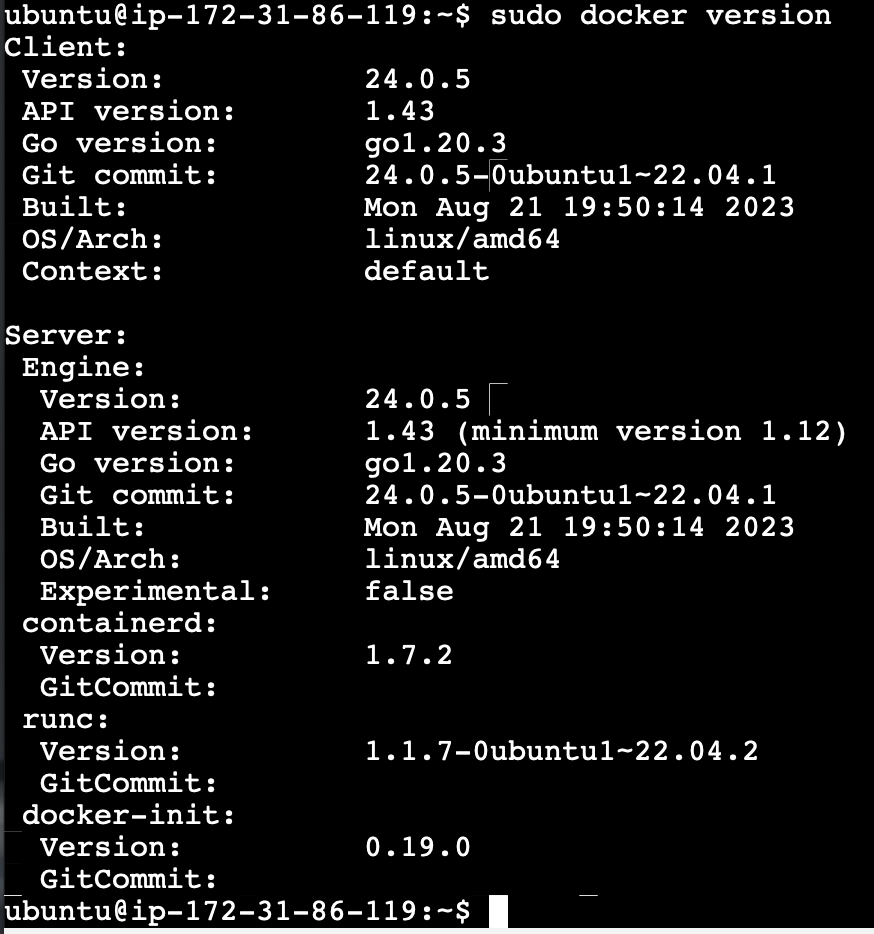 ubuntu@ip-172-31-86-119:~$ sudo docker version
Client:
 Version:           24.0.5
 API version:       1.43
 Go version:        go1.20.3
 Git commit:        24.0.5-0ubuntu1~22.04.1
 Built:             Mon Aug 21 19:50:14 2023
 OS/Arch:           linux/amd64
 Context:           default

Server:
 Engine:
  Version:          24.0.5
  API version:      1.43 (minimum version 1.12)
  Go version:       go1.20.3
  Git commit:       24.0.5-0ubuntu1~22.04.1
  Built:            Mon Aug 21 19:50:14 2023
  OS/Arch:          linux/amd64
  Experimental:     false
 containerd:
  Version:          1.7.2
  GitCommit:
 runc:
  Version:          1.1.7-0ubuntu1~22.04.2
  GitCommit:
 docker-init:
  Version:          0.19.0
  GitCommit:
ubuntu@ip-172-31-86-119:~$